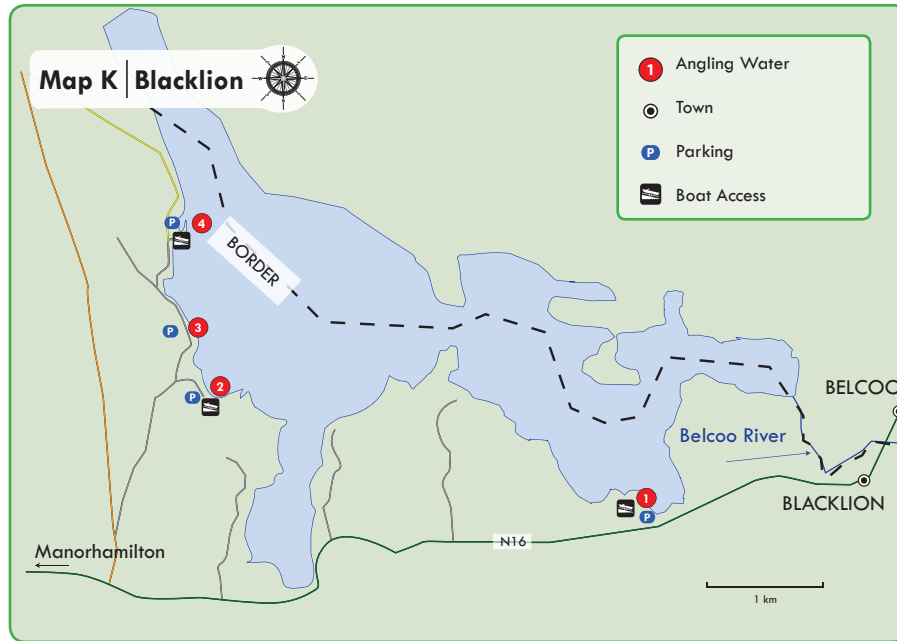 Map K | Blacklion
1 Angling Water
Town
P Parking
Boat Access
P 4
BORDER
P 3
2
P
BELCOO
Belcoo River
1
P
BLACKLION
N16
Manorhamilton
1 km